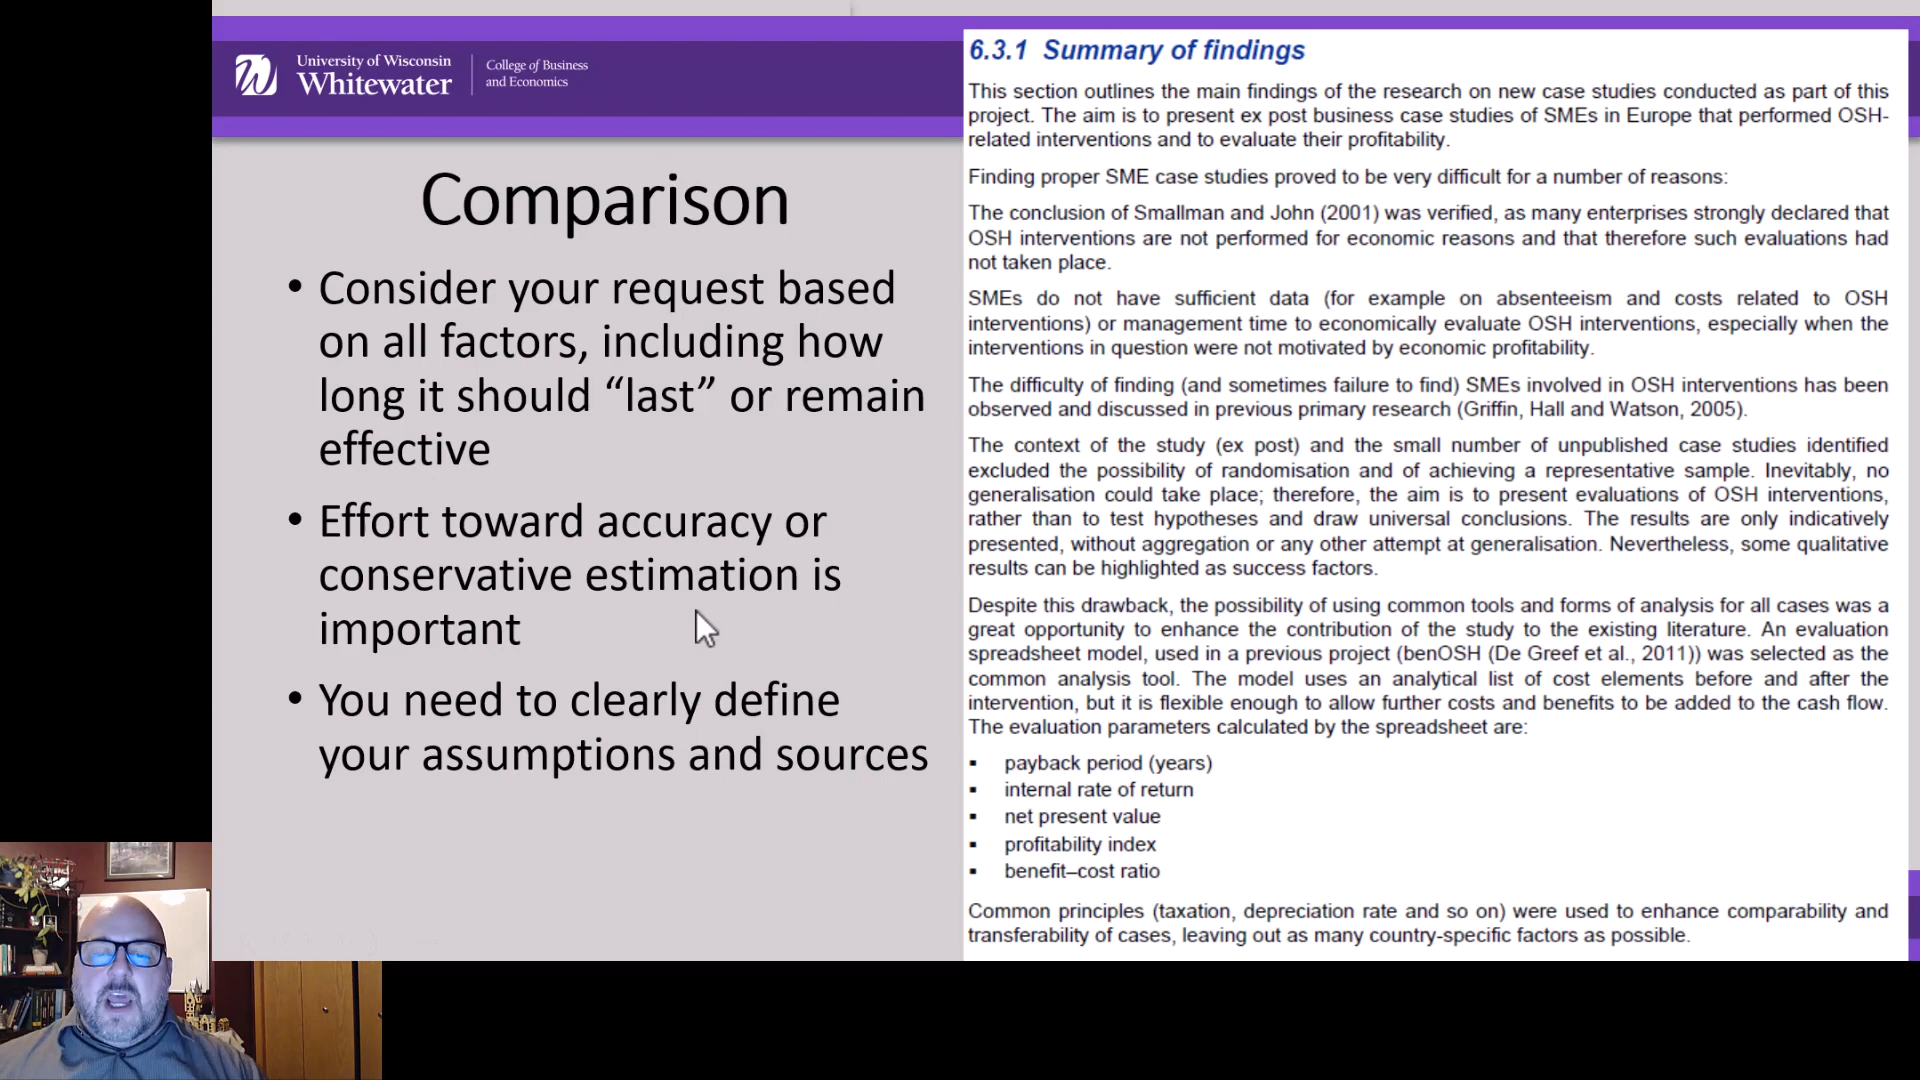 University of Wisconsin
Whitewater
College of Business
and Economics
Comparison
• Consider your request based
on all factors, including how
long it should “last” or remain
effective
• Effort toward accuracy or
conservative estimation is
important
• You need to clearly define
your assumptions and sources
6.3.1 Summary of findings
This section outlines the main findings of the research on new case studies conducted as part of this
project. The aim is to present ex post business case studies of SMEs in Europe that performed OSH-
related interventions and to evaluate their profitability.
Finding proper SME case studies proved to be very difficult for a number of reasons:
The conclusion of Smallman and John (2001) was verified, as many enterprises strongly declared that
OSH interventions are not performed for economic reasons and that therefore such evaluations had
not taken place.
SMEs do not have sufficient data (for example on absenteeism and costs related to OSH
interventions) or management time to economically evaluate OSH interventions, especially when the
interventions in question were not motivated by economic profitability.
The difficulty of finding (and sometimes failure to find) SMEs involved in OSH interventions has been
observed and discussed in previous primary research (Griffin, Hall and Watson, 2005).
The context of the study (ex post) and the small number of unpublished case studies identified
excluded the possibility of randomisation and of achieving a representative sample. Inevitably, no
generalisation could take place; therefore, the aim is to present evaluations of OSH interventions,
rather than to test hypotheses and draw universal conclusions. The results are only indicatively
presented, without aggregation or any other attempt at generalisation. Nevertheless, some qualitative
results can be highlighted as success factors.
Despite this drawback, the possibility of using common tools and forms of analysis for all cases was a
great opportunity to enhance the contribution of the study to the existing literature. An evaluation
spreadsheet model, used in a previous project (benOSH (De Greef et al., 2011)) was selected as the
common analysis tool. The model uses an analytical list of cost elements before and after the
intervention, but it is flexible enough to allow further costs and benefits to be added to the cash flow.
The evaluation parameters calculated by the spreadsheet are:
▪ payback period (years)
▪ internal rate of return
▪ net present value
▪ profitability index
▪ benefit–cost ratio
Common principles (taxation, depreciation rate and so on) were used to enhance comparability and
transferability of cases, leaving out as many country-specific factors as possible.